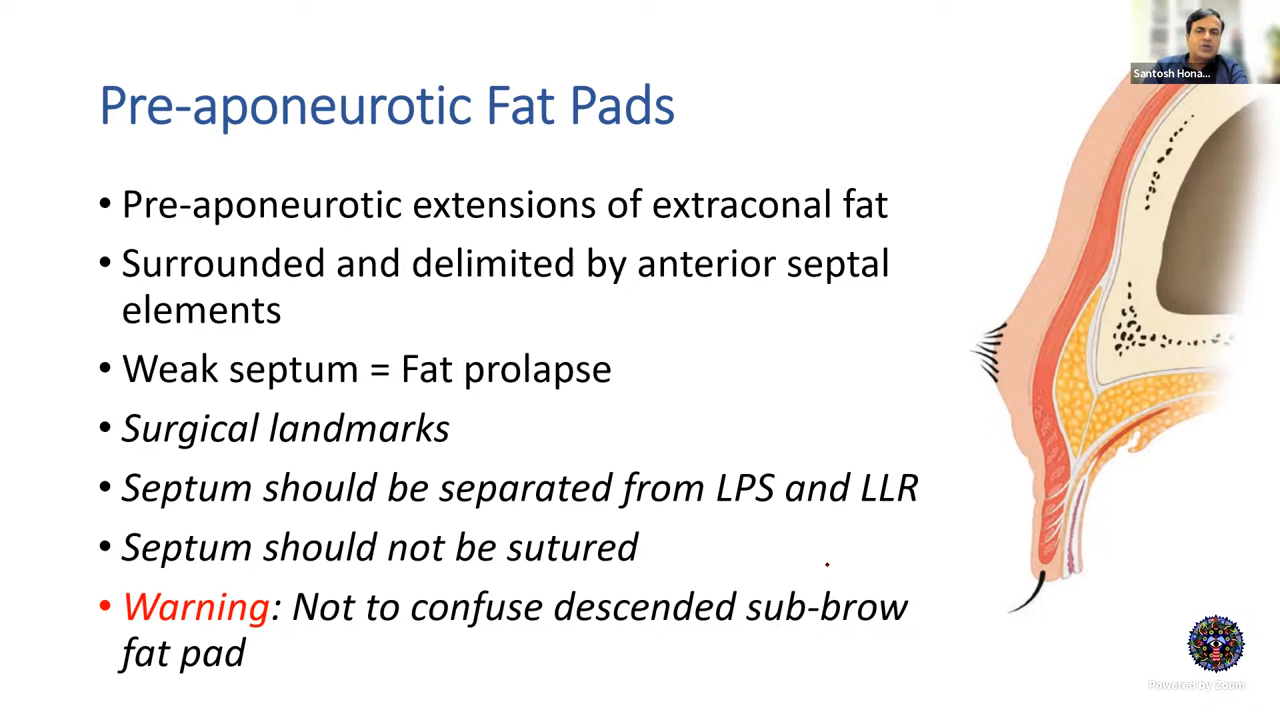 Santosh Hona...
Pre-aponeurotic Fat Pads
• Pre-aponeurotic extensions of extraconal fat
• Surrounded and delimited by anterior septal
elements
• Weak septum = Fat prolapse
• Surgical landmarks
• Septum should be separated from LPS and LLR
• Septum should not be sutured
• Warning: Not to confuse descended sub-brow
fat pad
Powered by Zoom